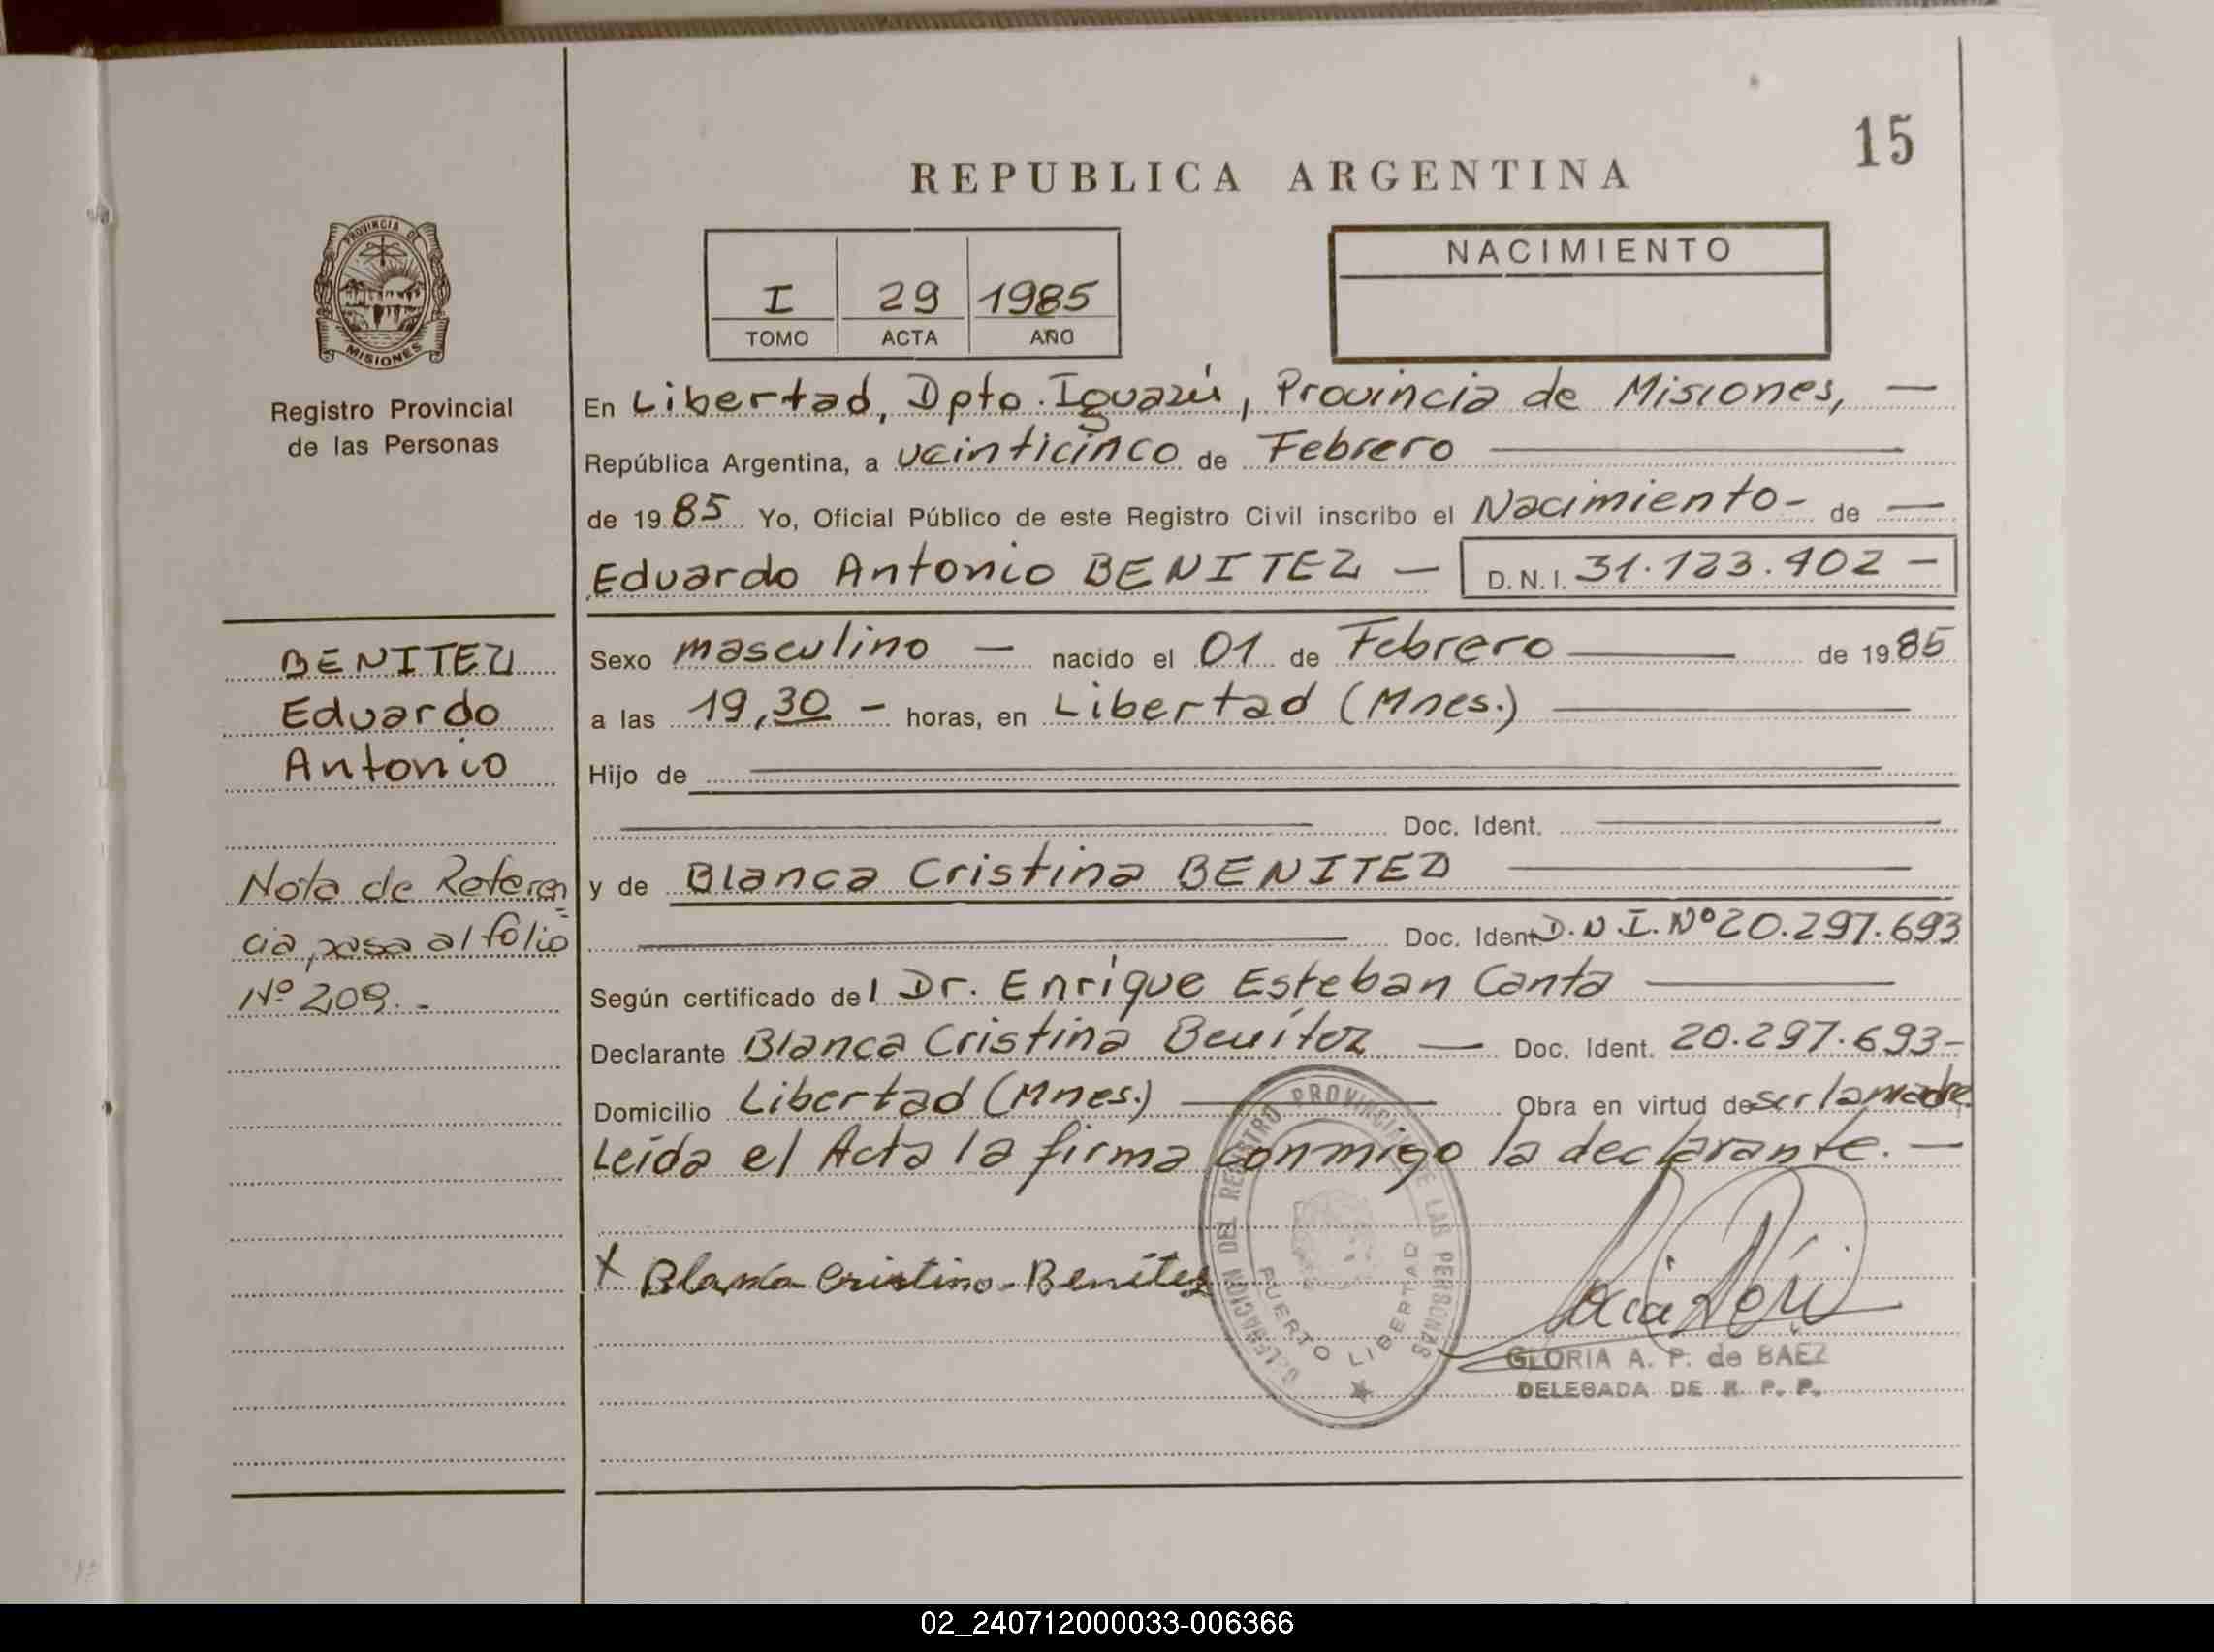 15
REPUBLICA ARGENTINA
PROVINCIA DE
MISIONES
Registro Provincial
de las Personas
I 29 1985
TOMO ACTA AÑO
NACIMIENTO
En Libertad, Dpto. Iguazú, Provincia de Misiones, —
República Argentina, a veinticinco de Febrero —
de 1985 Yo, Oficial Público de este Registro Civil inscribo el Nacimiento - de —
Eduardo Antonio BENITEZ — D.N.I. 31.123.402 -
BENITEZ
Eduardo
Antonio
Nota de Referen
cia, pasa al folio
Nº 209.-
Sexo masculino — nacido el 01 de Febrero — de 1985
a las 19,30 - horas, en Libertad (Mnes.) —
Hijo de —
— Doc. Ident. —
y de Blanca Cristina BENITEZ —
— Doc. Ident D.N.I. Nº 20.297.693
Según certificado del Dr. Enrique Esteban Canta —
Declarante Blanca Cristina Benítez — Doc. Ident. 20.297.693-
Domicilio Libertad (Mnes.) — Obra en virtud de ser la madre.
Leída el Acta la firma conmigo la declarante. —
X Blanca Cristina Benítez
DELEGACION DEL REGISTRO PROVINCIAL DE LAS PERSONAS
PUERTO LIBERTAD
GLORIA A. P. de BAEZ
DELEGADA DE R. P. P.
02_240712000033-006366